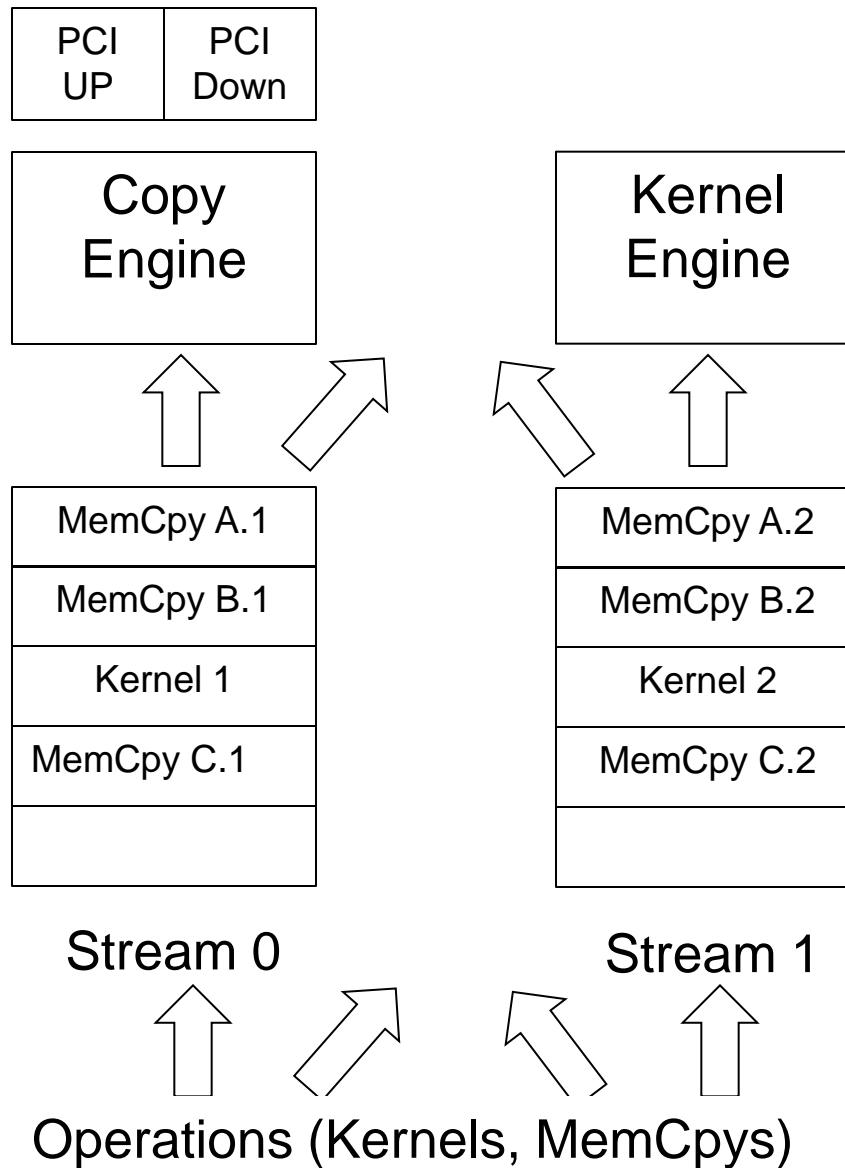 PCI
UP
PCI
Down
Copy
Engine
Kernel
Engine
MemCpy A.1
MemCpy B.1
Kernel 1
MemCpy C.1
MemCpy A.2
MemCpy B.2
Kernel 2
MemCpy C.2
Stream 0
Stream 1
Operations (Kernels, MemCpys)